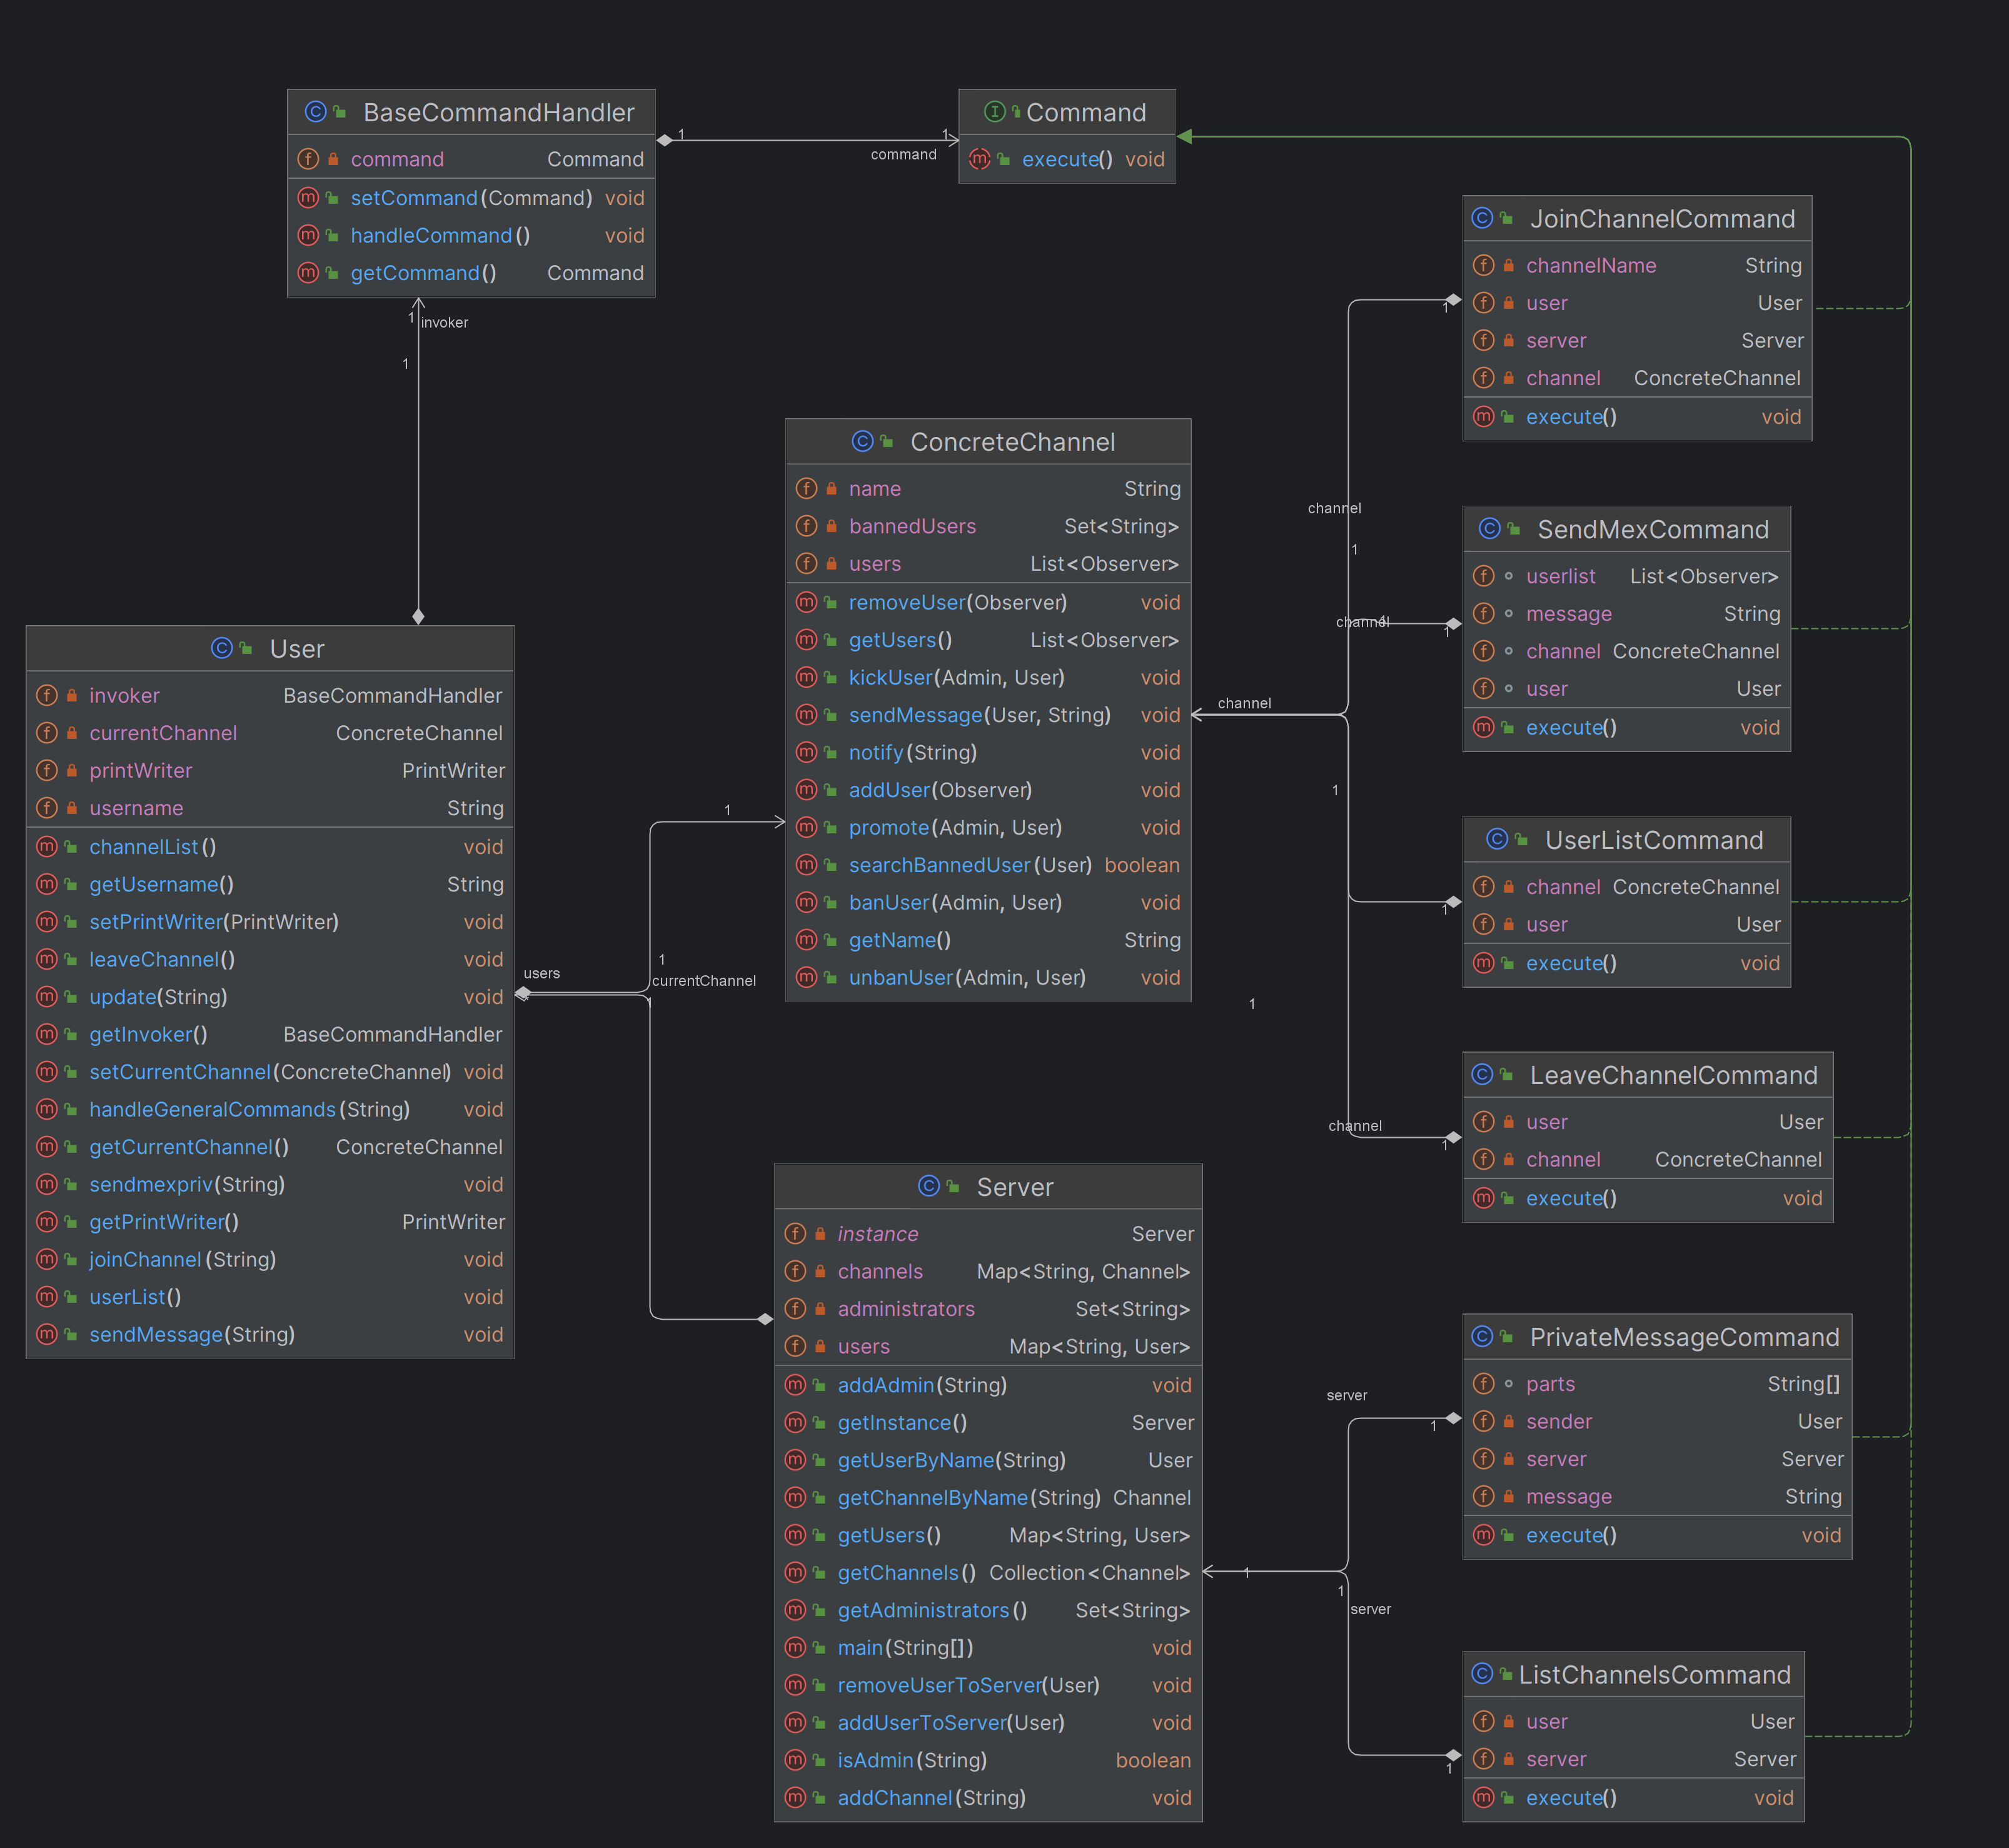 BaseCommandHandler
command Command
setCommand(Command) void
handleCommand() void
getCommand() Command
1
1
command
Command
execute() void
1
invoker
1
JoinChannelCommand
channelName String
user User
server Server
channel ConcreteChannel
execute() void
1
channel
1
ConcreteChannel
name String
bannedUsers Set<String>
users List<Observer>
removeUser(Observer) void
getUsers() List<Observer>
kickUser(Admin, User) void
sendMessage(User, String) void
notify(String) void
addUser(Observer) void
promote(Admin, User) void
searchBannedUser(User) boolean
banUser(Admin, User) void
getName() String
unbanUser(Admin, User) void
SendMexCommand
userlist List<Observer>
message String
channel ConcreteChannel
user User
execute() void
channel
1
1
channel
1
User
invoker BaseCommandHandler
currentChannel ConcreteChannel
printWriter PrintWriter
username String
channelList() void
getUsername() String
setPrintWriter(PrintWriter) void
leaveChannel() void
update(String) void
getInvoker() BaseCommandHandler
setCurrentChannel(ConcreteChannel) void
handleGeneralCommands(String) void
getCurrentChannel() ConcreteChannel
sendmexpriv(String) void
getPrintWriter() PrintWriter
joinChannel(String) void
userList() void
sendMessage(String) void
1
1
users
currentChannel
UserListCommand
channel ConcreteChannel
user User
execute() void
1
1
LeaveChannelCommand
user User
channel ConcreteChannel
execute() void
channel
1
Server
instance Server
channels Map<String, Channel>
administrators Set<String>
users Map<String, User>
addAdmin(String) void
getInstance() Server
getUserByName(String) User
getChannelByName(String) Channel
getUsers() Map<String, User>
getChannels() Collection<Channel>
getAdministrators() Set<String>
main(String[]) void
removeUserToServer(User) void
addUserToServer(User) void
isAdmin(String) boolean
addChannel(String) void
PrivateMessageCommand
parts String[]
sender User
server Server
message String
execute() void
server
1
1
1
server
ListChannelsCommand
user User
server Server
execute() void
1